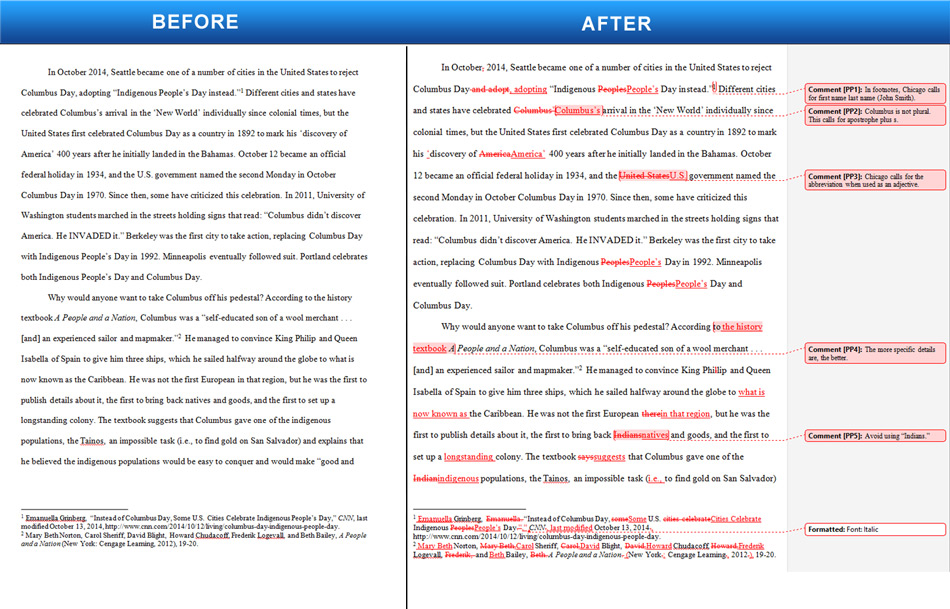 BEFORE
In October 2014, Seattle became one of a number of cities in the United States to reject
Columbus Day, adopting “Indigenous People’s Day instead.”1 Different cities and states have
celebrated Columbus’s arrival in the ‘New World’ individually since colonial times, but the
United States first celebrated Columbus Day as a country in 1892 to mark his ‘discovery of
America’ 400 years after he initially landed in the Bahamas. October 12 became an official
federal holiday in 1934, and the U.S. government named the second Monday in October
Columbus Day in 1970. Since then, some have criticized this celebration. In 2011, University of
Washington students marched in the streets holding signs that read: “Columbus didn’t discover
America. He INVADED it.” Berkeley was the first city to take action, replacing Columbus Day
with Indigenous People’s Day in 1992. Minneapolis eventually followed suit. Portland celebrates
both Indigenous People’s Day and Columbus Day.
Why would anyone want to take Columbus off his pedestal? According to the history
textbook A People and a Nation, Columbus was a “self-educated son of a wool merchant . . .
[and] an experienced sailor and mapmaker.”2 He managed to convince King Philip and Queen
Isabella of Spain to give him three ships, which he sailed halfway around the globe to what is
now known as the Caribbean. He was not the first European in that region, but he was the first to
publish details about it, the first to bring back natives and goods, and the first to set up a
longstanding colony. The textbook suggests that Columbus gave one of the indigenous
populations, the Tainos, an impossible task (i.e., to find gold on San Salvador) and explains that
he believed the indigenous populations would be easy to conquer and would make “good and
1 Emanuella Grinberg, “Instead of Columbus Day, Some U.S. Cities Celebrate Indigenous People’s Day,” CNN, last
modified October 13, 2014, http://www.cnn.com/2014/10/12/living/columbus-day-indigenous-people-day.
2 Mary Beth Norton, Carol Sheriff, David Blight, Howard Chudacoff, Frederik Logevall, and Beth Bailey, A People
and a Nation (New York: Cengage Learning, 2012), 19-20.
AFTER
In October, 2014, Seattle became one of a number of cities in the United States to reject
Columbus Day and adopt, adopting “Indigenous PeoplesPeople’s Day instead.”1 Different cities
and states have celebrated Columbus’Columbus’s arrival in the ‘New World’ individually since
colonial times, but the United States first celebrated Columbus Day as a country in 1892 to mark
his ‘discovery of AmericaAmerica’ 400 years after he initially landed in the Bahamas. October
12 became an official federal holiday in 1934, and the United StatesU.S. government named the
second Monday in October Columbus Day in 1970. Since then, some have criticized this
celebration. In 2011, University of Washington students marched in the streets holding signs that
read: “Columbus didn’t discover America. He INVADED it.” Berkeley was the first city to take
action, replacing Columbus Day with Indigenous PeoplesPeople’s Day in 1992. Minneapolis
eventually followed suit. Portland celebrates both Indigenous PeoplesPeople’s Day and
Columbus Day.
Why would anyone want to take Columbus off his pedestal? According to the history
textbook A People and a Nation, Columbus was a “self-educated son of a wool merchant . . .
[and] an experienced sailor and mapmaker.”2 He managed to convince King Phillip and Queen
Isabella of Spain to give him three ships, which he sailed halfway around the globe to what is
now known as the Caribbean. He was not the first European therein that region, but he was the
first to publish details about it, the first to bring back Indiansnatives and goods, and the first to
set up a longstanding colony. The textbook sayssuggests that Columbus gave one of the
Indianindigenous populations, the Tainos, an impossible task (i.e., to find gold on San Salvador)
1 Emanuella Grinberg, Emanuella. “Instead of Columbus Day, someSome U.S. cities celebrateCities Celebrate
Indigenous PeoplesPeople’s Day.” ,” CNN, last modified October 13, 2014,
http://www.cnn.com/2014/10/12/living/columbus-day-indigenous-people-day.
2 Mary Beth Norton, Mary Beth,Carol Sheriff, Carol,David Blight, David,Howard Chudacoff, Howard,Frederik
Logevall, Frederik, and Beth Bailey, Beth. A People and a Nation. (New York: Cengage Learning, 2012.), 19-20.
Comment [PP1]: In footnotes, Chicago calls
for first name last name (John Smith).
Comment [PP2]: Columbus is not plural.
This calls for apostrophe plus s.
Comment [PP3]: Chicago calls for the
abbreviation when used as an adjective.
Comment [PP4]: The more specific details
are, the better.
Comment [PP5]: Avoid using “Indians.”
Formatted: Font: Italic